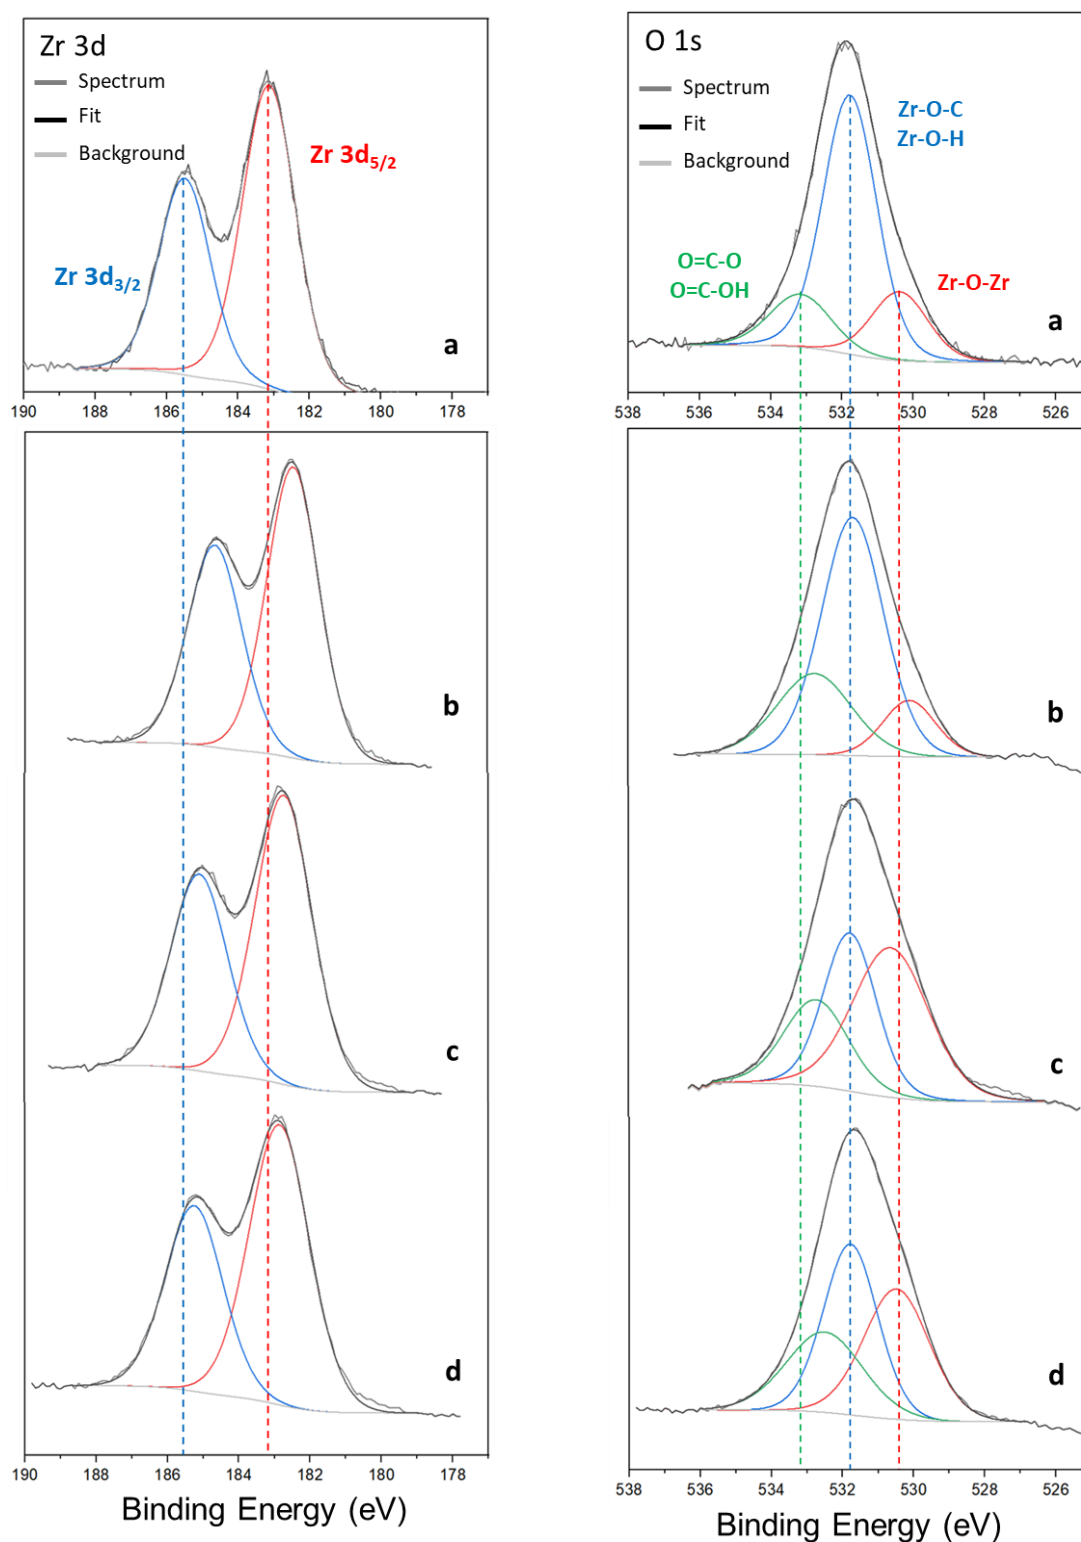 Zr 3d
Spectrum
Fit
Background
Zr 3d5/2
Zr 3d3/2
a
190 188 186 184 182 180 178
b
c
d
190 188 186 184 182 180 178
Binding Energy (eV)
O 1s
Spectrum
Fit
Background
Zr-O-C
Zr-O-H
O=C-O
O=C-OH
Zr-O-Zr
a
538 536 534 532 530 528 526
b
c
d
538 536 534 532 530 528 526
Binding Energy (eV)